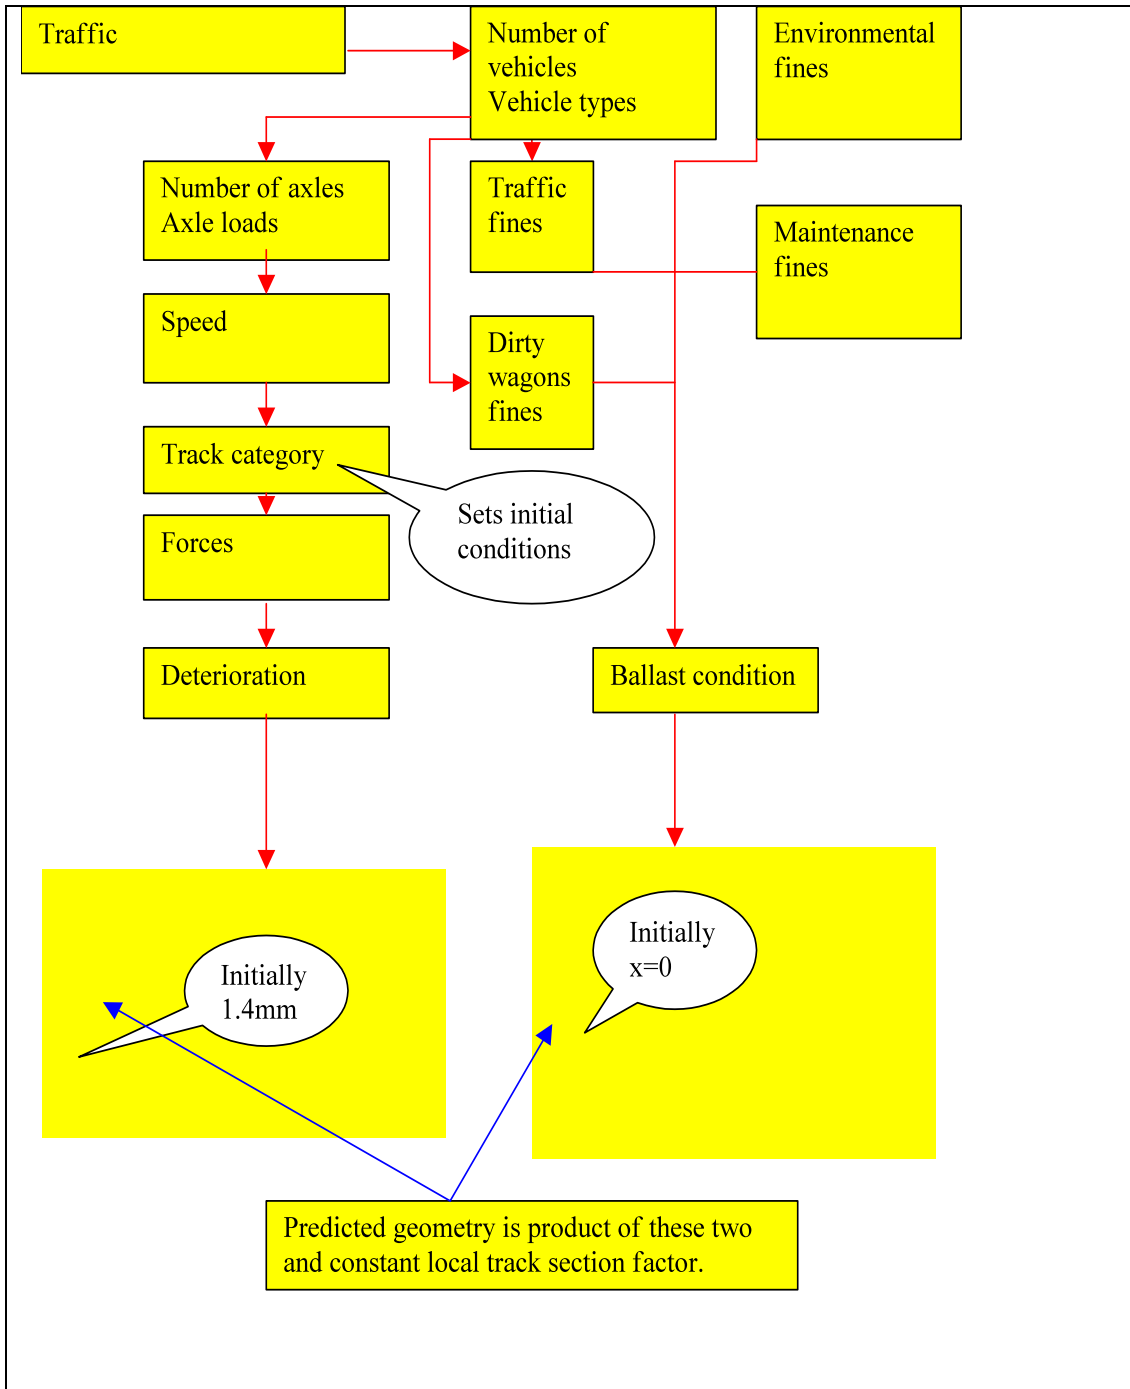 Traffic
Number of
vehicles
Vehicle types
Environmental
fines
Number of axles
Axle loads
Traffic
fines
Maintenance
fines
Speed
Dirty
wagons
fines
Track category
Sets initial
conditions
Forces
Deterioration
Ballast condition
Initially
x=0
Initially
1.4mm
Predicted geometry is product of these two
and constant local track section factor.